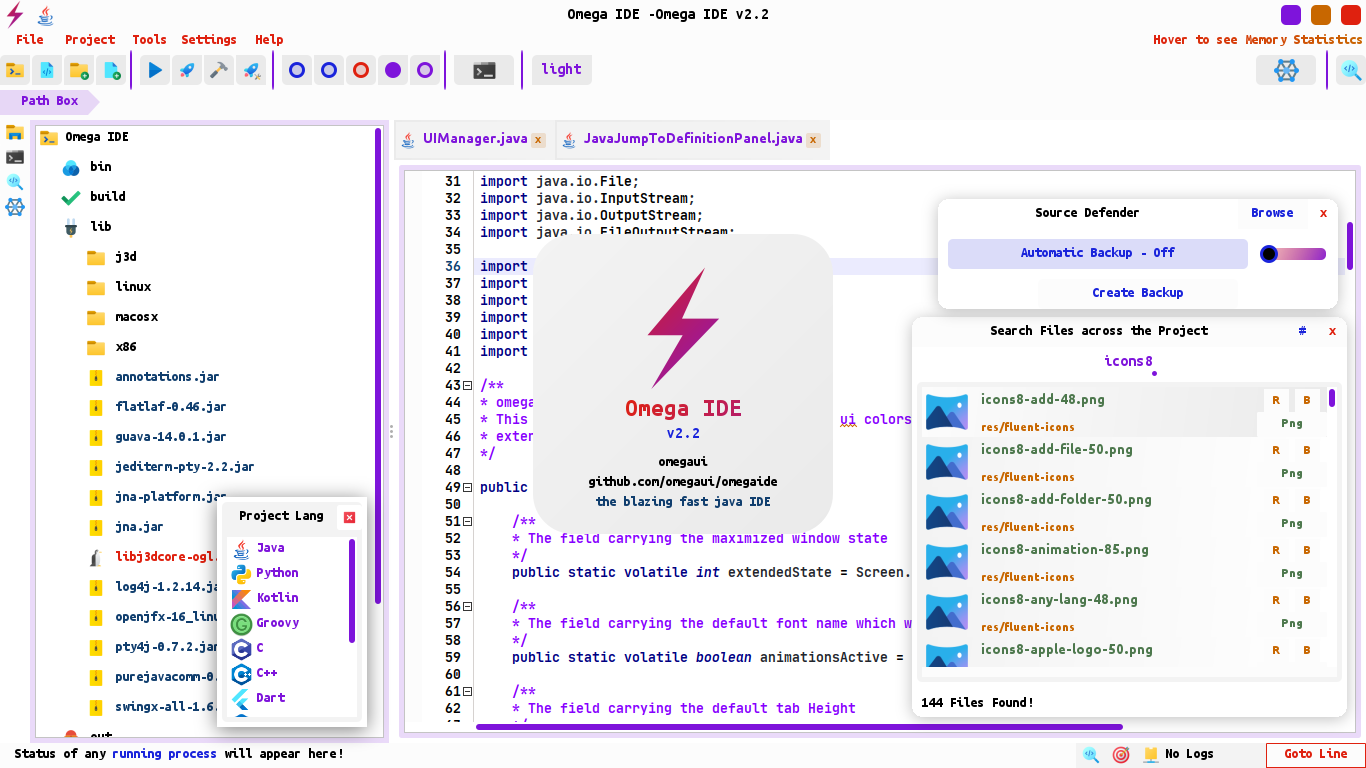 Omega IDE -Omega IDE v2.2
File Project Tools Settings Help
Hover to see Memory Statistics
light
Path Box
Omega IDE
bin
build
lib
j3d
linux
macosx
x86
annotations.jar
flatlaf-0.46.jar
guava-14.0.1.jar
jediterm-pty-2.2.jar
jna-platform.jar
jna.jar
libj3dcore-ogl.
log4j-1.2.14.ja
openjfx-16_linu
pty4j-0.7.2.jar
purejavacomm-0.
swingx-all-1.6.
out
Project Lang
Java
Python
Kotlin
Groovy
C
C++
Dart
UIManager.java x
JavaJumpToDefinitionPanel.java x
31 import java.io.File;
32 import java.io.InputStream;
33 import java.io.OutputStream;
34 import java.io.FileOutputStream;
35
36 import
37 import
38 import
39 import
40 import
41 import
42
43 /**
44 * omega
45 * This ui colors
46 * exten
47 */
48
49 public
50
51 /**
52 * The field carrying the maximized window state
53 */
54 public static volatile int extendedState = Screen.
55
56 /**
57 * The field carrying the default font name which w
58 */
59 public static volatile boolean animationsActive =
60
61 /**
62 * The field carrying the default tab Height
Omega IDE
v2.2
omegaui
github.com/omegaui/omegaide
the blazing fast java IDE
Source Defender Browse x
Automatic Backup - Off
Create Backup
Search Files across the Project # x
icons8
icons8-add-48.png R B
res/fluent-icons Png
icons8-add-file-50.png R B
res/fluent-icons Png
icons8-add-folder-50.png R B
res/fluent-icons Png
icons8-animation-85.png R B
res/fluent-icons Png
icons8-any-lang-48.png R B
res/fluent-icons Png
icons8-apple-logo-50.png R B
144 Files Found!
Status of any running process will appear here!
No Logs
Goto Line